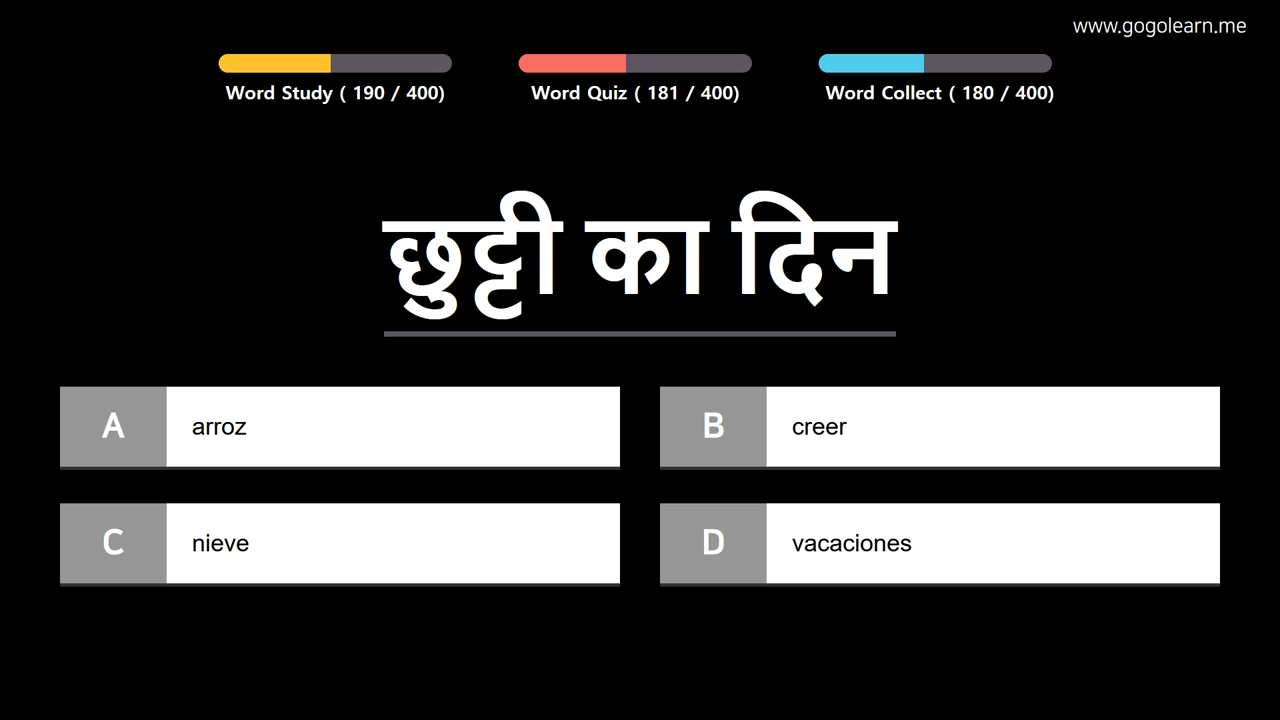 www.gogolearn.me
Word Study ( 190 / 400)
Word Quiz ( 181 / 400)
Word Collect ( 180 / 400)
छुट्टी का दिन
A arroz
B creer
C nieve
D vacaciones